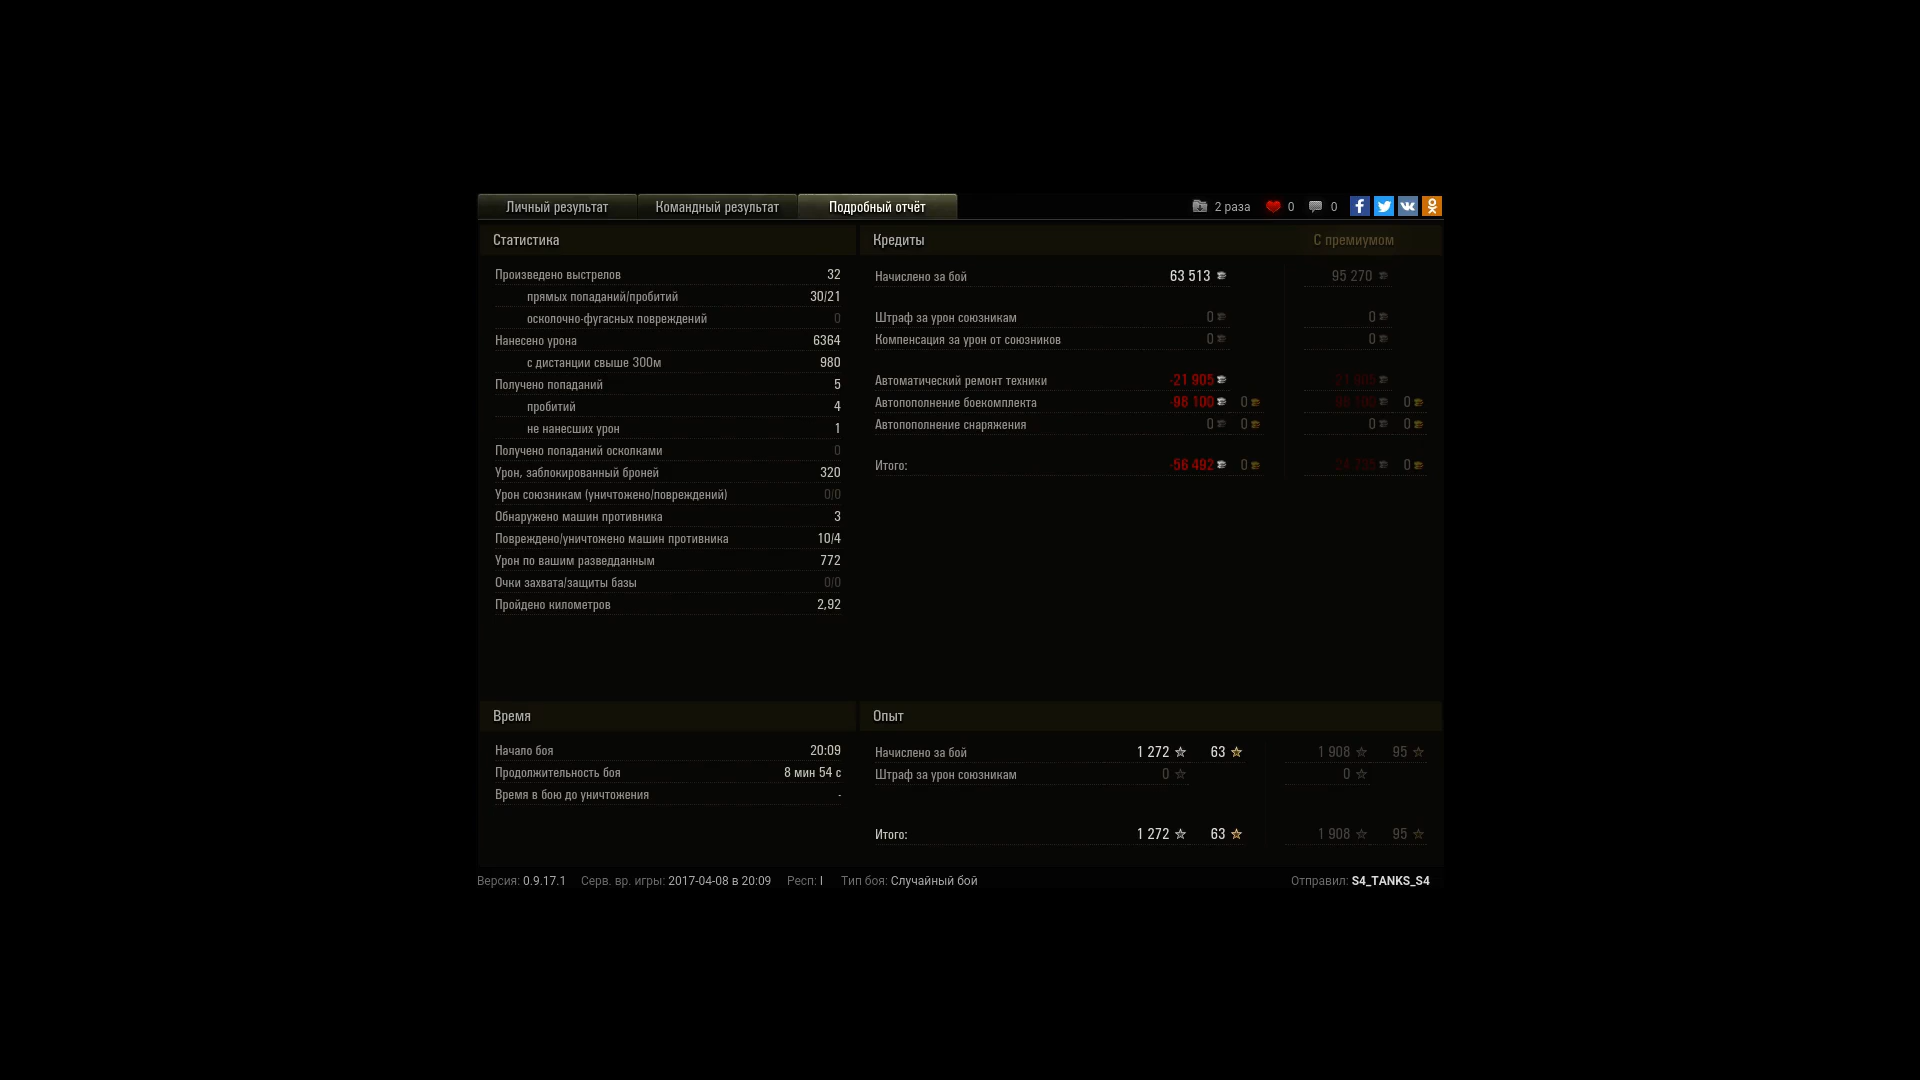 Личный результат Командный результат Подробный отчёт 2 раза 0 0
Статистика
Произведено выстрелов 32
прямых попаданий/пробитий 30/21
осколочно-фугасных повреждений 0
Нанесено урона 6364
с дистанции свыше 300м 980
Получено попаданий 5
пробитий 4
не нанесших урон 1
Получено попаданий осколками 0
Урон, заблокированный броней 320
Урон союзникам (уничтожено/повреждений) 0/0
Обнаружено машин противника 3
Повреждено/уничтожено машин противника 10/4
Урон по вашим разведданным 772
Очки захвата/защиты базы 0/0
Пройдено километров 2,92
Кредиты С премиумом
Начислено за бой 63 513 95 270
Штраф за урон союзникам 0 0
Компенсация за урон от союзников 0 0
Автоматический ремонт техники -21 905 -21 905
Автопополнение боекомплекта -98 100 0 -98 100 0
Автопополнение снаряжения 0 0 0 0
Итого: -56 492 0 0
Время
Начало боя 20:09
Продолжительность боя 8 мин 54 с
Время в бою до уничтожения -
Опыт
Начислено за бой 1 272 63 1 908 95
Штраф за урон союзникам 0 0
Итого: 1 272 63 1 908 95
Версия: 0.9.17.1 Серв. вр. игры: 2017-04-08 в 20:09 Респ: I Тип боя: Случайный бой Отправил: S4_TANKS_S4